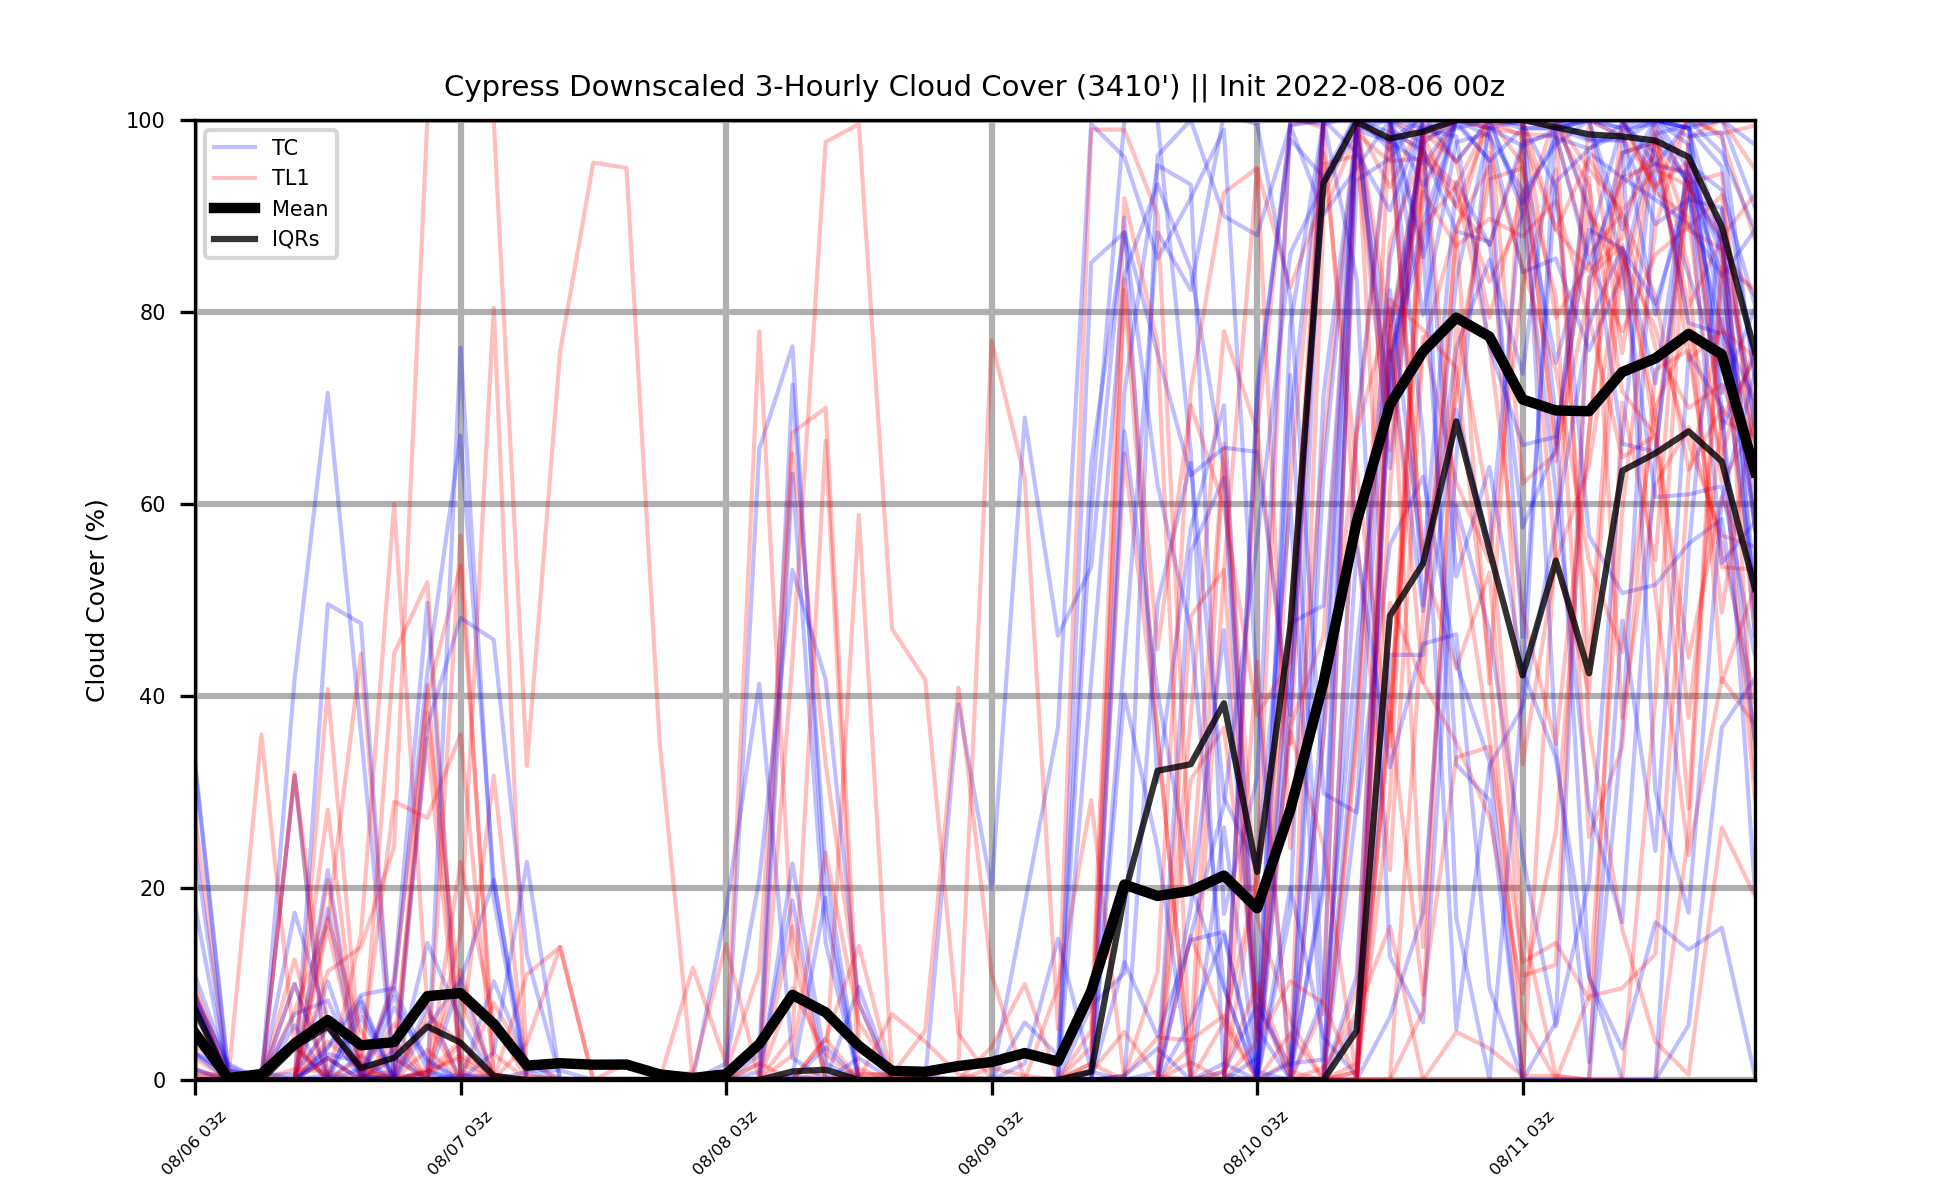 Cypress Downscaled 3-Hourly Cloud Cover (3410') || Init 2022-08-06 00z
Cloud Cover (%)
100
80
60
40
20
0
TC
TL1
Mean
IQRs
08/06 03z
08/07 03z
08/08 03z
08/09 03z
08/10 03z
08/11 03z